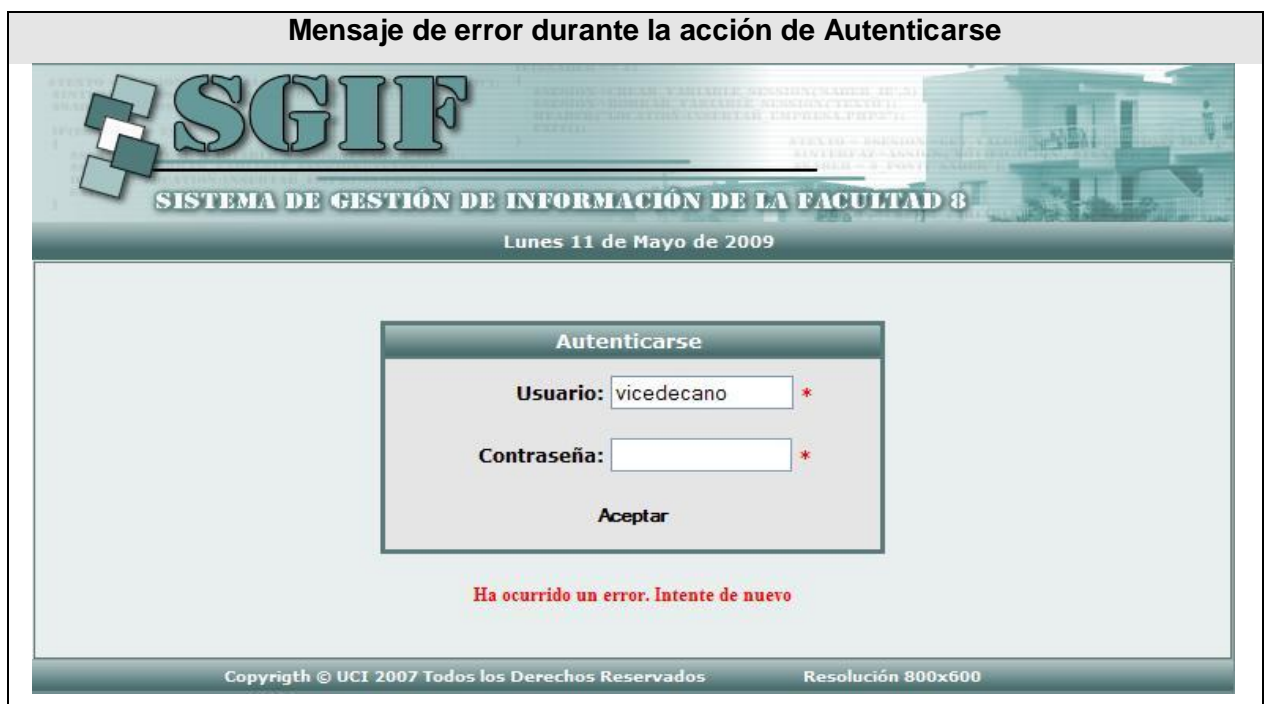 Mensaje de error durante la acción de Autenticarse
SGIF
SISTEMA DE GESTIÓN DE INFORMACIÓN DE LA FACULTAD 8
Lunes 11 de Mayo de 2009
Autenticarse
Usuario: vicedecano *
Contraseña: *
Aceptar
Ha ocurrido un error. Intente de nuevo
Copyrigth © UCI 2007 Todos los Derechos Reservados Resolución 800x600